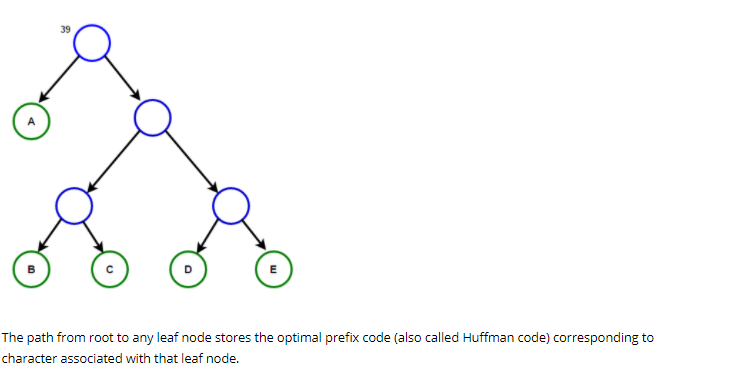 39
A
B
C
D
E
The path from root to any leaf node stores the optimal prefix code (also called Huffman code) corresponding to
character associated with that leaf node.